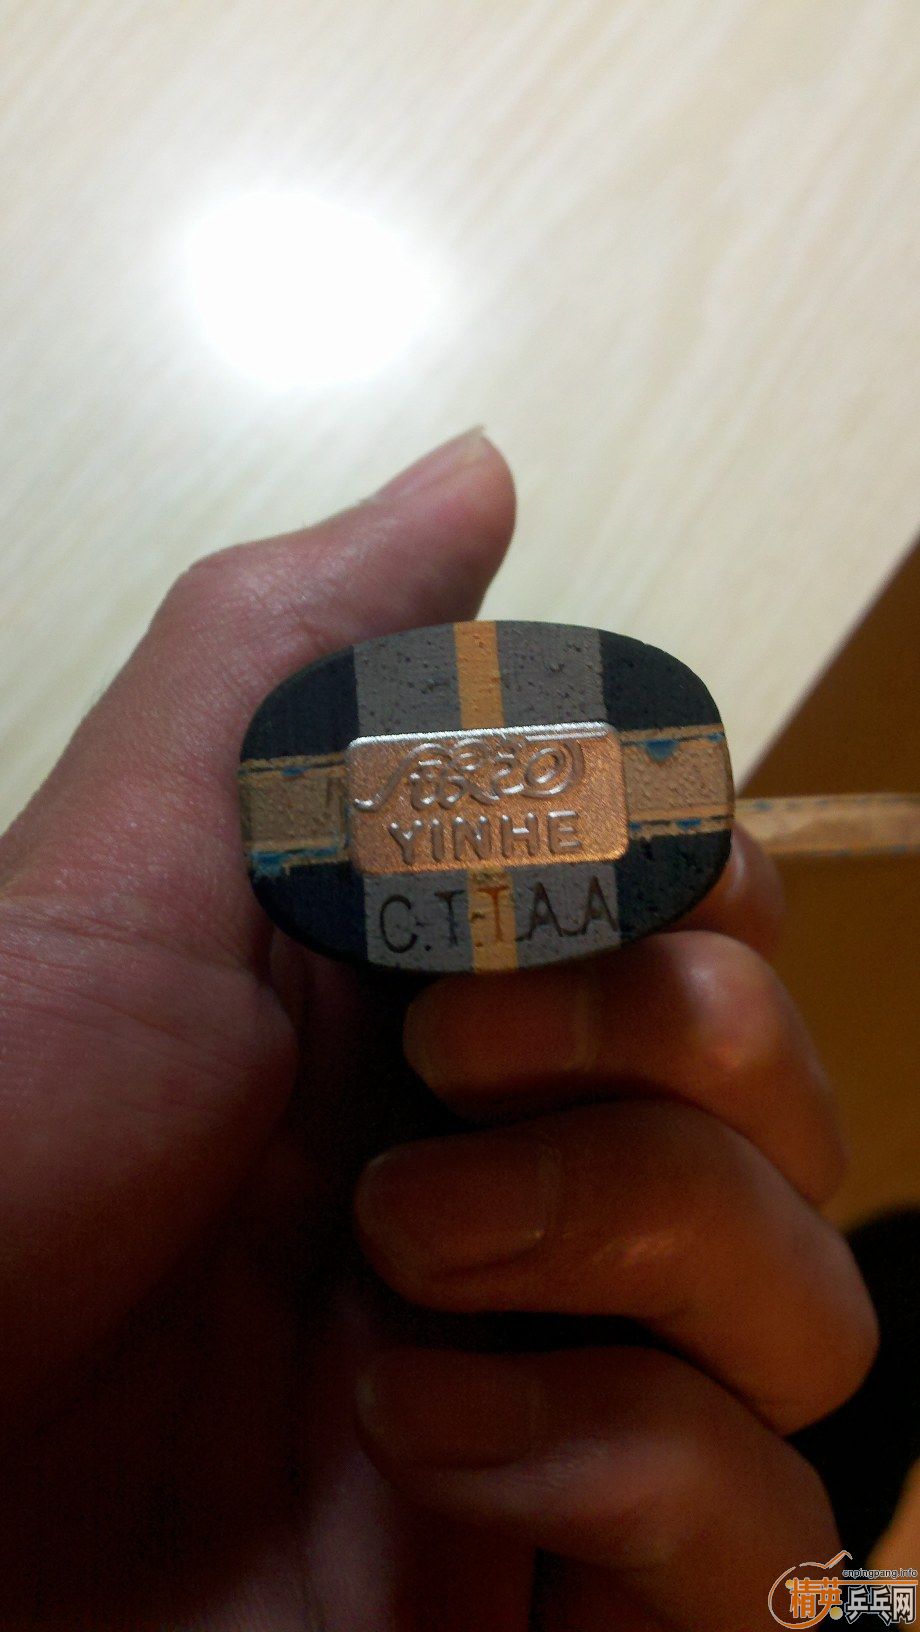 YINHE
C.T.T.A.A
cnpingpang.info
精英乒乓网